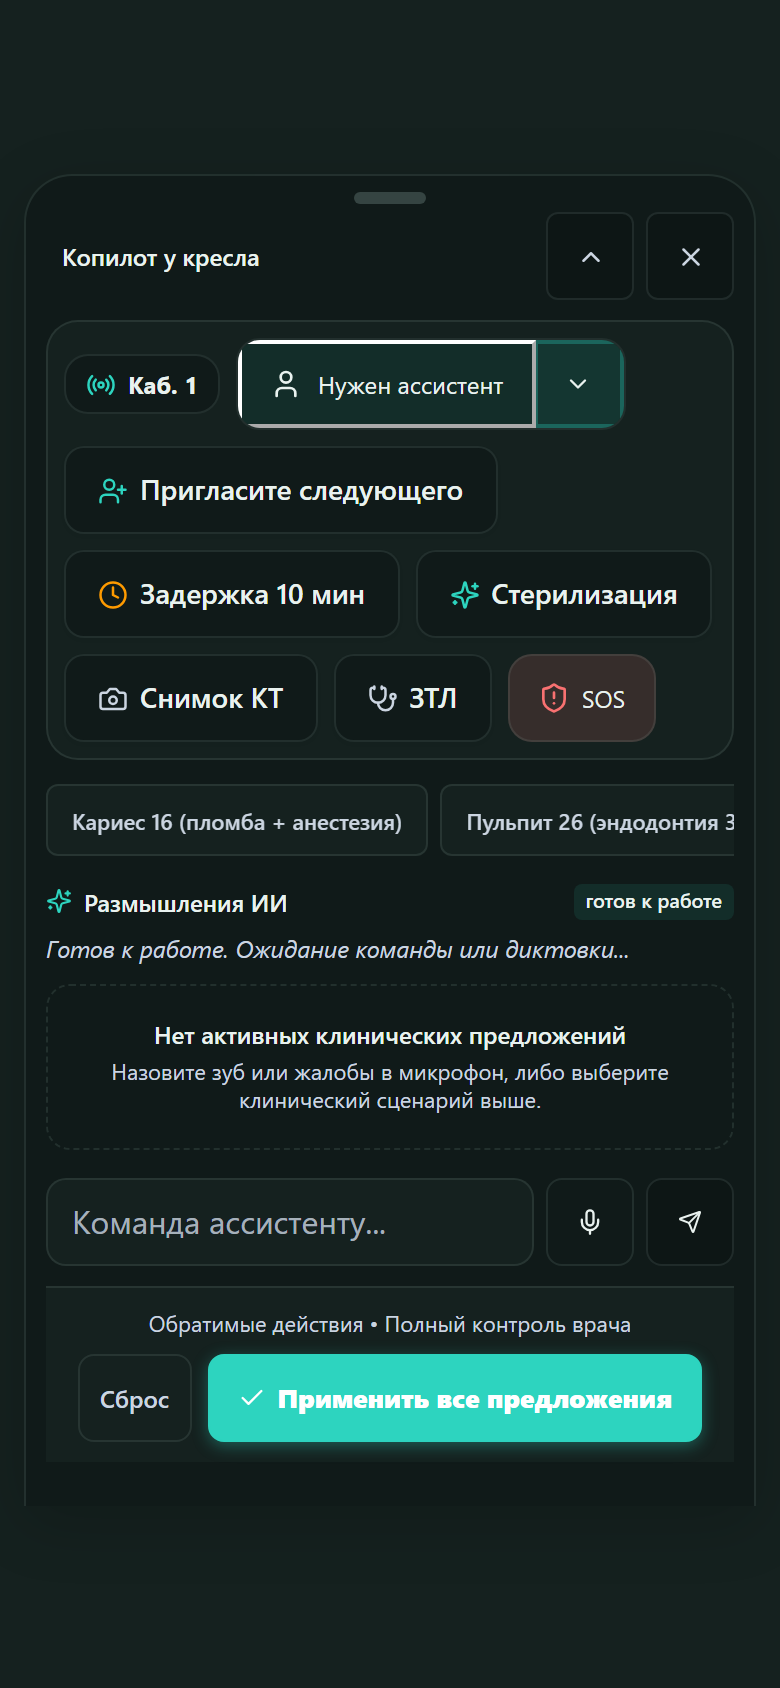 Копилот у кресла
Каб. 1
Нужен ассистент
Пригласите следующего
Задержка 10 мин
Стерилизация
Снимок КТ
ЗТЛ
SOS
Кариес 16 (пломба + анестезия)
Пульпит 26 (эндодонтия 3
Размышления ИИ
готов к работе
Готов к работе. Ожидание команды или диктовки...
Нет активных клинических предложений
Назовите зуб или жалобы в микрофон, либо выберите
клинический сценарий выше.
Команда ассистенту...
Обратимые действия • Полный контроль врача
Сброс
Применить все предложения